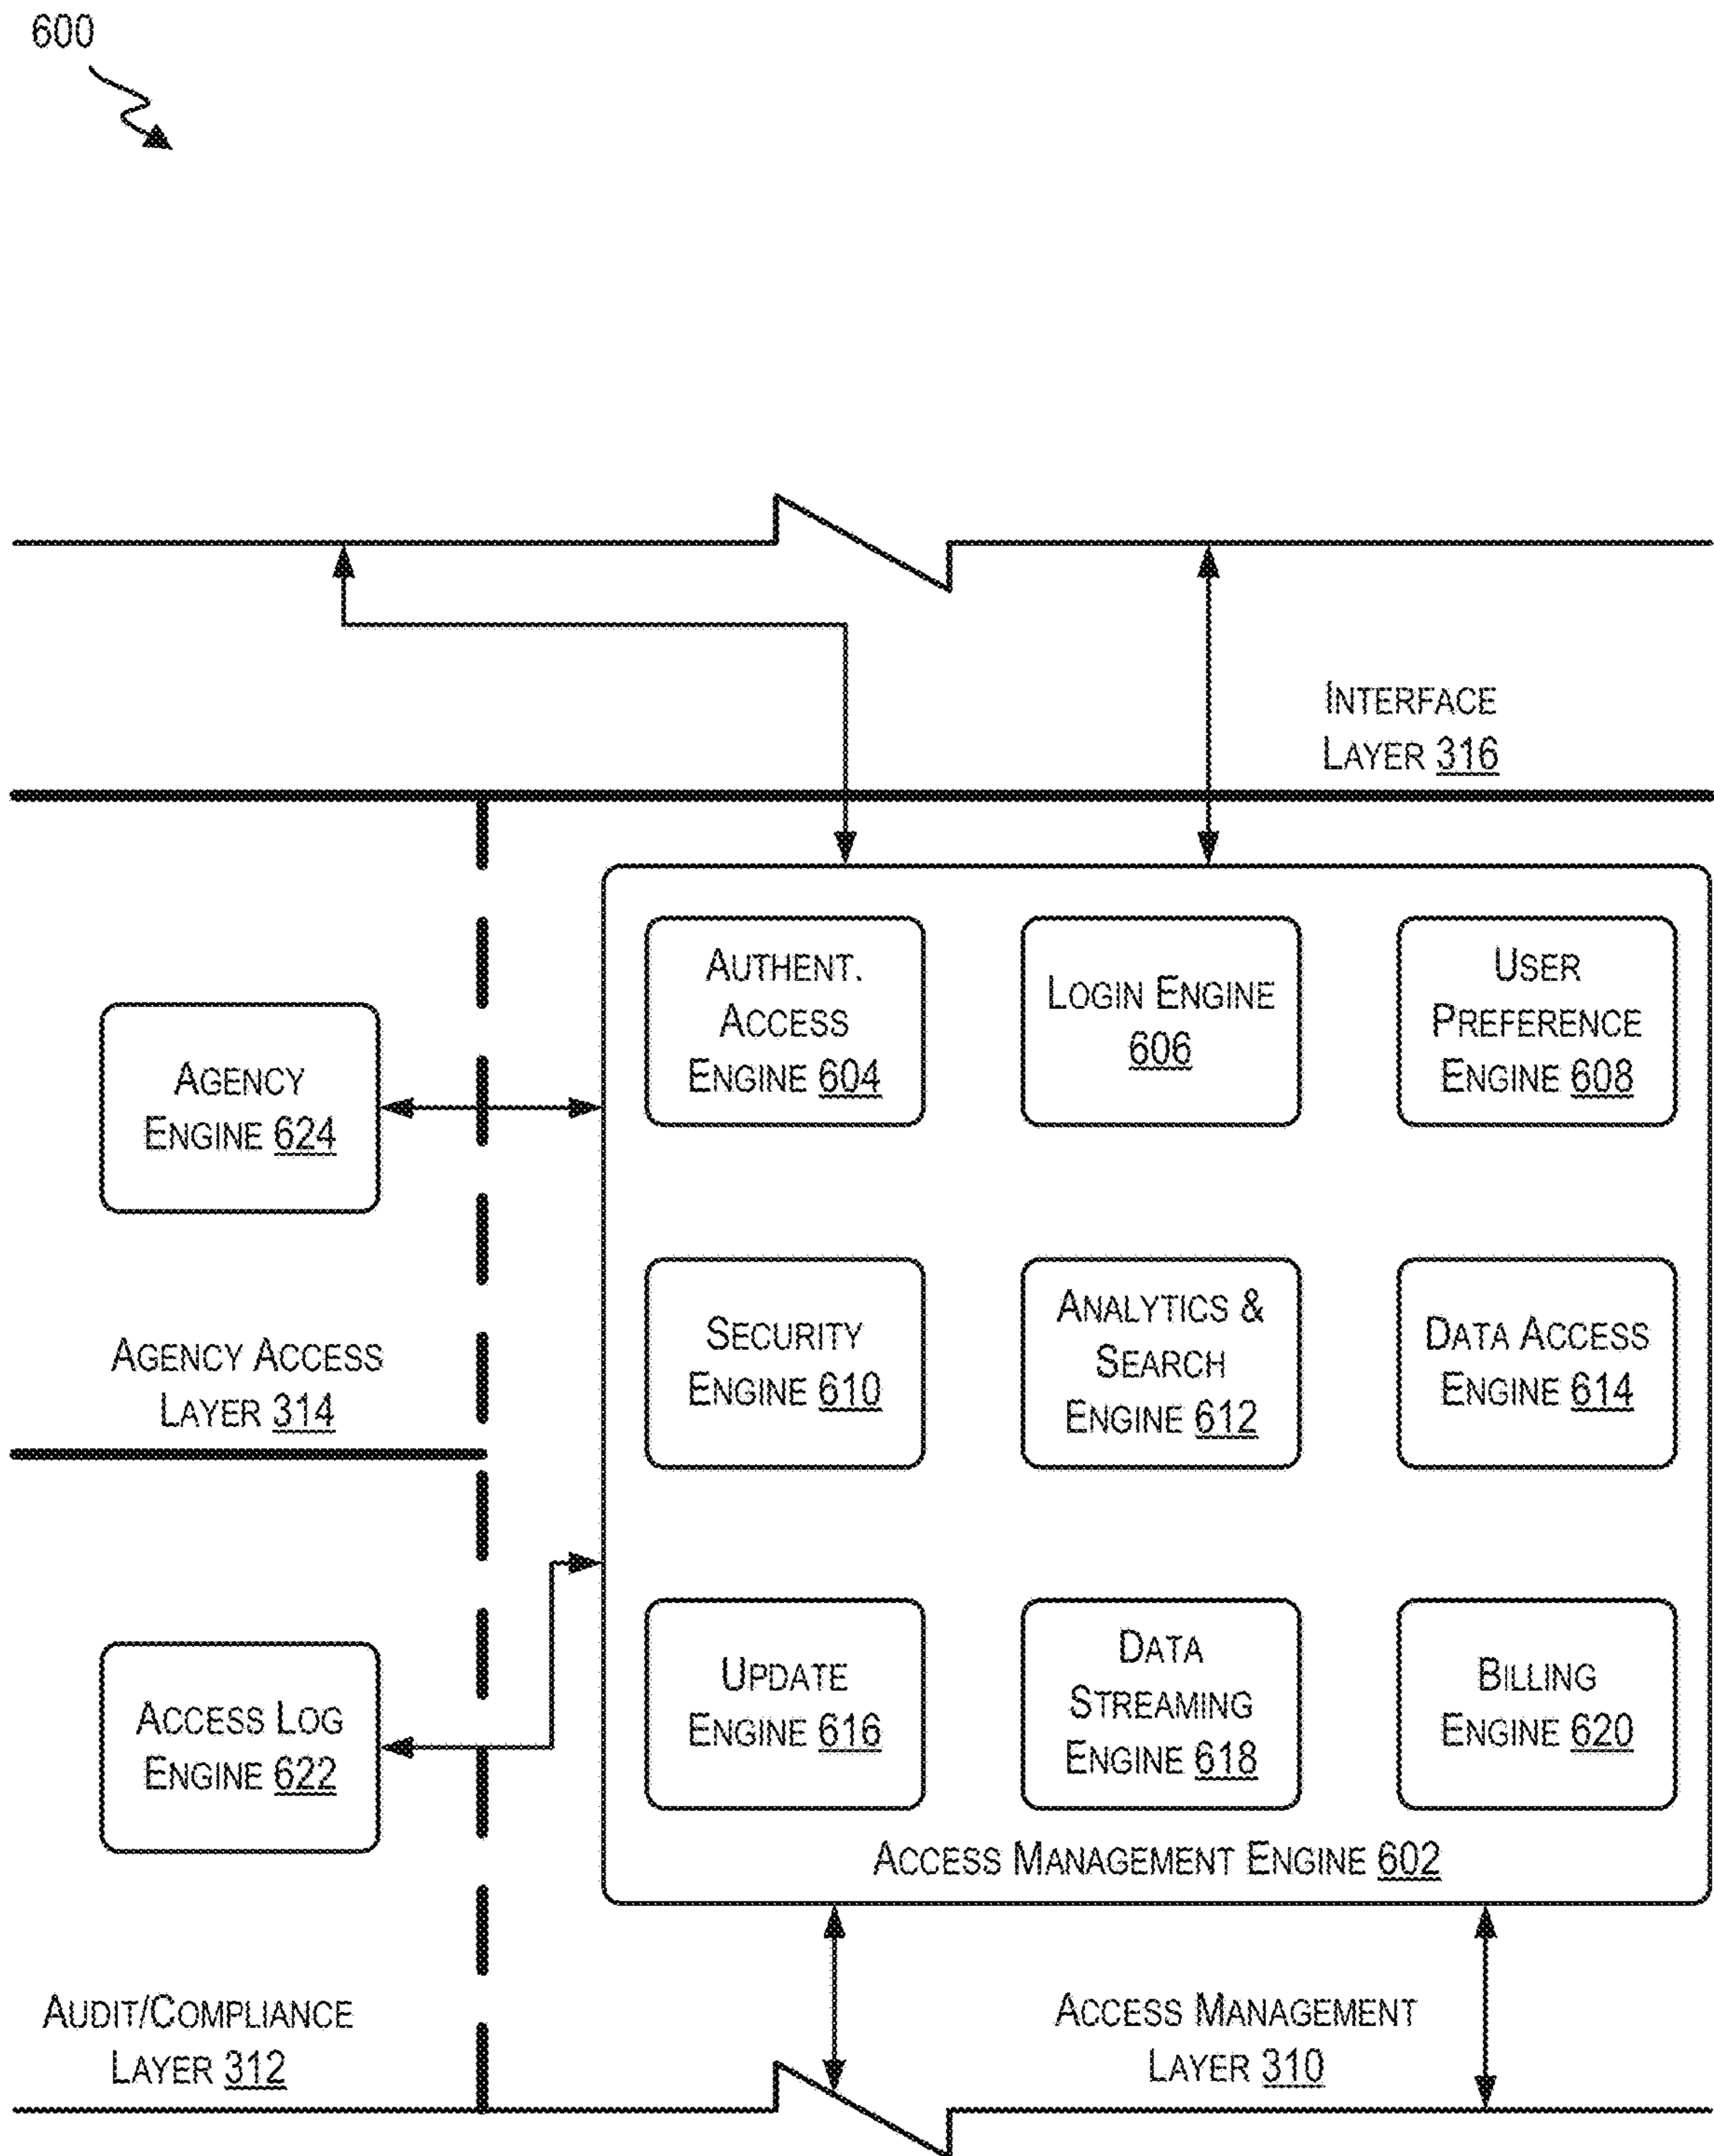 600
INTERFACE
LAYER 316
AUTHENT.
ACCESS
ENGINE 604
LOGIN ENGINE
606
USER
PREFERENCE
ENGINE 608
AGENCY
ENGINE 624
SECURITY
ENGINE 610
ANALYTICS &
SEARCH
ENGINE 612
DATA ACCESS
ENGINE 614
AGENCY ACCESS
LAYER 314
UPDATE
ENGINE 616
DATA
STREAMING
ENGINE 618
BILLING
ENGINE 620
ACCESS LOG
ENGINE 622
ACCESS MANAGEMENT ENGINE 602
AUDIT/COMPLIANCE
LAYER 312
ACCESS MANAGEMENT
LAYER 310